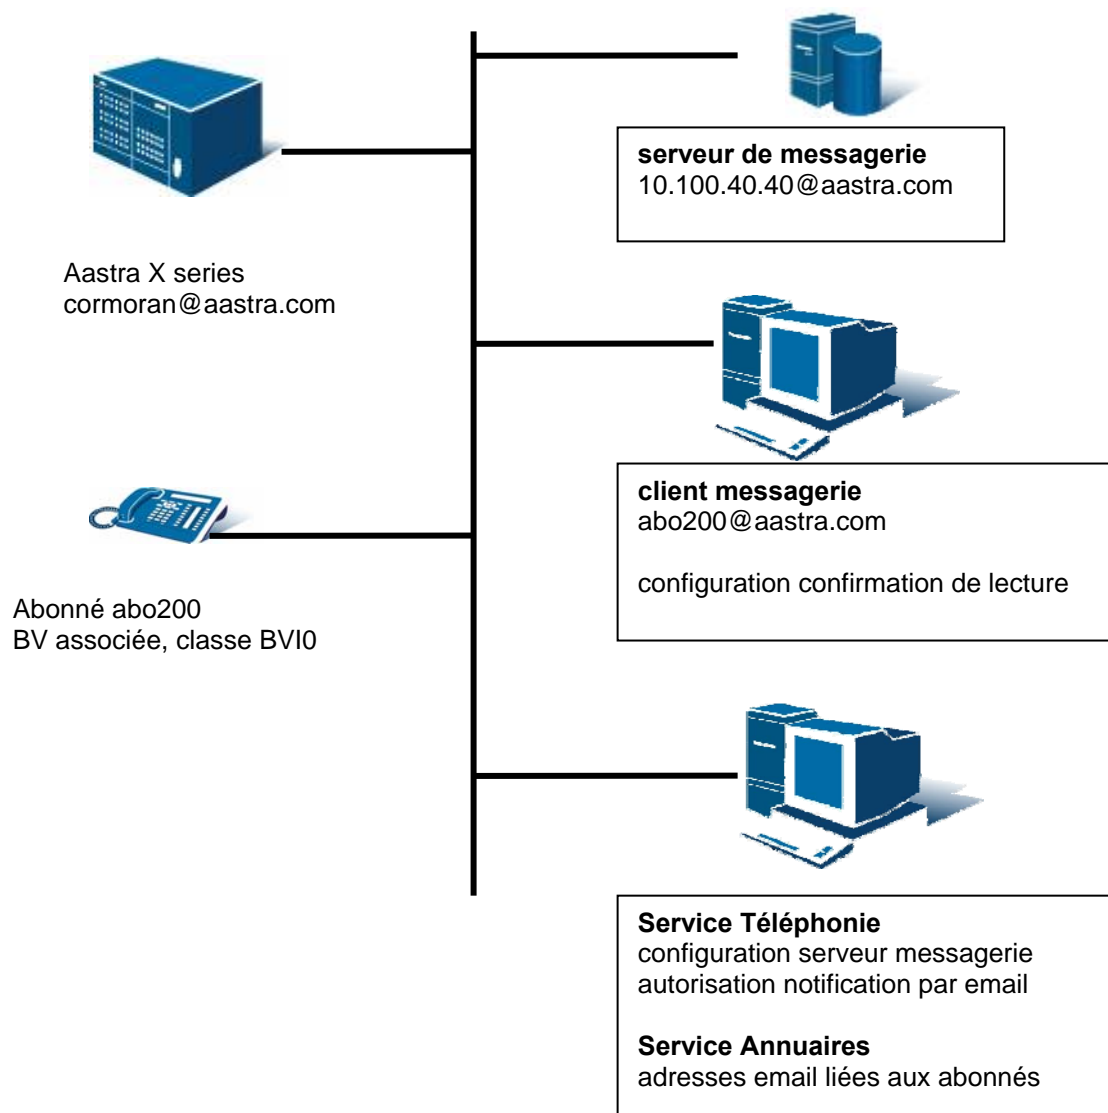 serveur de messagerie
10.100.40.40@aastra.com
Aastra X series
cormoran@aastra.com
client messagerie
abo200@aastra.com
configuration confirmation de lecture
Abonné abo200
BV associée, classe BVI0
Service Téléphonie
configuration serveur messagerie
autorisation notification par email
Service Annuaires
adresses email liées aux abonnés